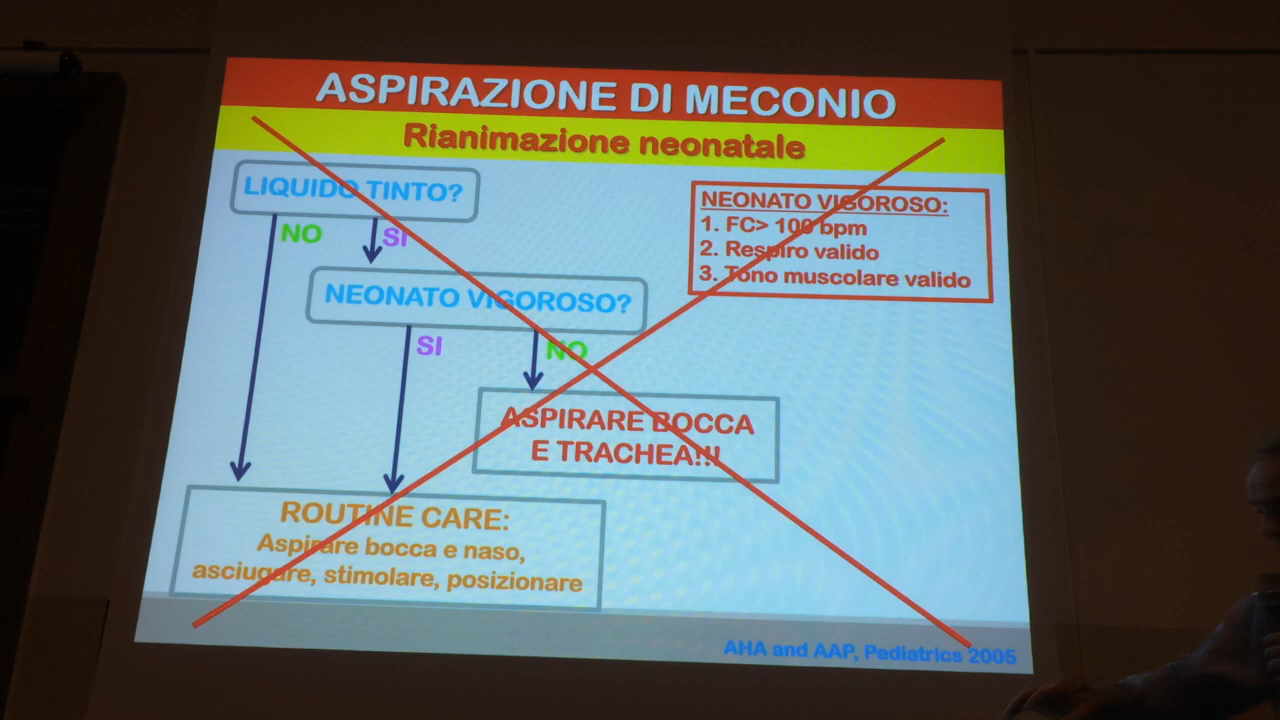 ASPIRAZIONE DI MECONIO
Rianimazione neonatale
LIQUIDO TINTO?
NO
SI
NEONATO VIGOROSO:
1. FC> 100 bpm
2. Respiro valido
3. Tono muscolare valido
NEONATO VIGOROSO?
SI
NO
ASPIRARE BOCCA
E TRACHEA!!!
ROUTINE CARE:
Aspirare bocca e naso,
asciugare, stimolare, posizionare
AHA and AAP, Pediatrics 2005